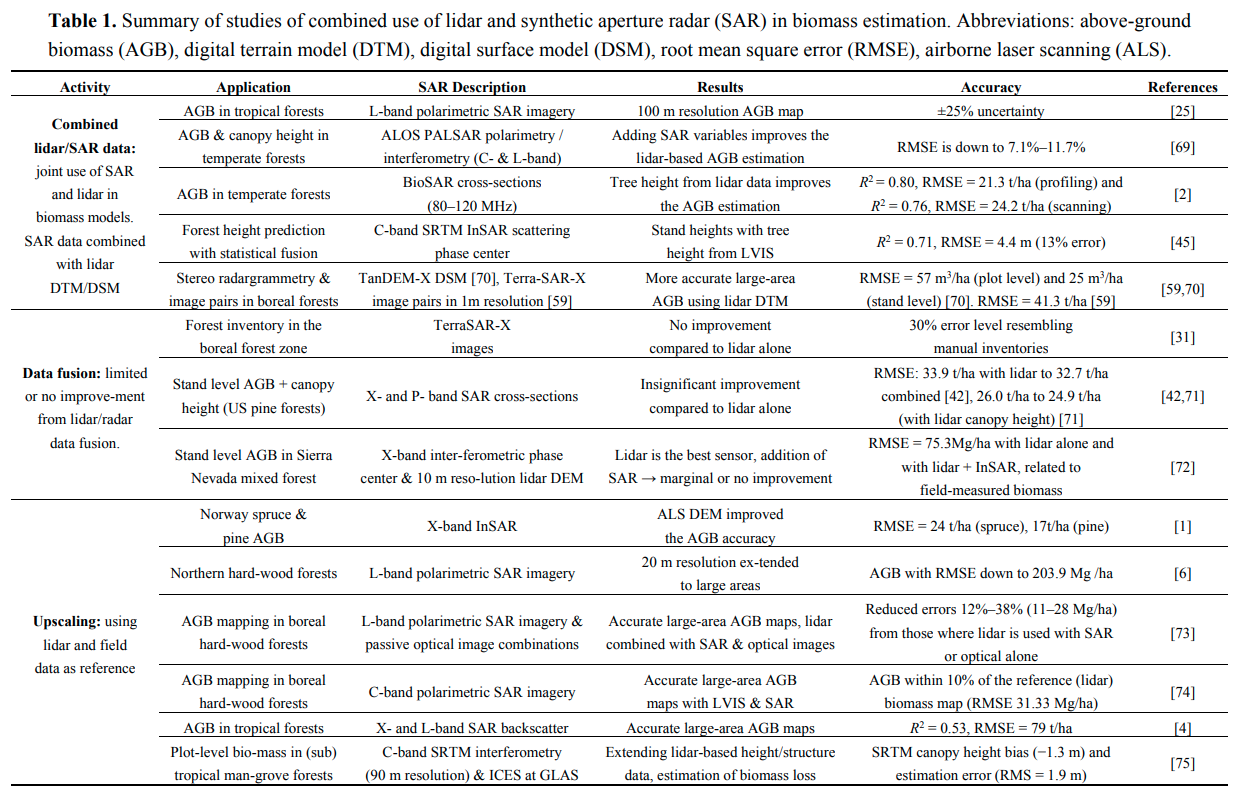 Table 1. Summary of studies of combined use of lidar and synthetic aperture radar (SAR) in biomass estimation. Abbreviations: above-ground
biomass (AGB), digital terrain model (DTM), digital surface model (DSM), root mean square error (RMSE), airborne laser scanning (ALS).
Activity Application SAR Description Results Accuracy References
Combined
lidar/SAR data:
joint use of SAR
and lidar in
biomass models.
SAR data combined
with lidar
DTM/DSM
AGB in tropical forests L-band polarimetric SAR imagery 100 m resolution AGB map ±25% uncertainty [25]
AGB & canopy height in
temperate forests
ALOS PALSAR polarimetry /
interferometry (C- & L-band)
Adding SAR variables improves the
lidar-based AGB estimation
RMSE is down to 7.1%–11.7%
[69]
AGB in temperate forests
BioSAR cross-sections
(80–120 MHz)
Tree height from lidar data improves
the AGB estimation
R² = 0.80, RMSE = 21.3 t/ha (profiling) and
R² = 0.76, RMSE = 24.2 t/ha (scanning)
[2]
Forest height prediction
with statistical fusion
C-band SRTM InSAR scattering
phase center
Stand heights with tree
height from LVIS
R² = 0.71, RMSE = 4.4 m (13% error)
[45]
Stereo radargrammetry &
image pairs in boreal forests
TanDEM-X DSM [70], Terra-SAR-X
image pairs in 1m resolution [59]
More accurate large-area
AGB using lidar DTM
RMSE = 57 m³/ha (plot level) and 25 m³/ha
(stand level) [70]. RMSE = 41.3 t/ha [59]
[59,70]
Data fusion: limited
or no improve-ment
from lidar/radar
data fusion.
Forest inventory in the
boreal forest zone
TerraSAR-X
images
No improvement
compared to lidar alone
30% error level resembling
manual inventories
[31]
Stand level AGB + canopy
height (US pine forests)
X- and P- band SAR cross-sections
Insignificant improvement
compared to lidar alone
RMSE: 33.9 t/ha with lidar to 32.7 t/ha
combined [42], 26.0 t/ha to 24.9 t/ha
(with lidar canopy height) [71]
[42,71]
Stand level AGB in Sierra
Nevada mixed forest
X-band inter-ferometric phase
center & 10 m reso-lution lidar DEM
Lidar is the best sensor, addition of
SAR → marginal or no improvement
RMSE = 75.3Mg/ha with lidar alone and
with lidar + InSAR, related to
field-measured biomass
[72]
Upscaling: using
lidar and field
data as reference
Norway spruce &
pine AGB
X-band InSAR
ALS DEM improved
the AGB accuracy
RMSE = 24 t/ha (spruce), 17t/ha (pine)
[1]
Northern hard-wood forests
L-band polarimetric SAR imagery
20 m resolution ex-tended
to large areas
AGB with RMSE down to 203.9 Mg /ha
[6]
AGB mapping in boreal
hard-wood forests
L-band polarimetric SAR imagery &
passive optical image combinations
Accurate large-area AGB maps, lidar
combined with SAR & optical images
Reduced errors 12%–38% (11–28 Mg/ha)
from those where lidar is used with SAR
or optical alone
[73]
AGB mapping in boreal
hard-wood forests
C-band polarimetric SAR imagery
Accurate large-area AGB
maps with LVIS & SAR
AGB within 10% of the reference (lidar)
biomass map (RMSE 31.33 Mg/ha)
[74]
AGB in tropical forests X- and L-band SAR backscatter Accurate large-area AGB maps R² = 0.53, RMSE = 79 t/ha [4]
Plot-level bio-mass in (sub)
tropical man-grove forests
C-band SRTM interferometry
(90 m resolution) & ICES at GLAS
Extending lidar-based height/structure
data, estimation of biomass loss
SRTM canopy height bias (−1.3 m) and
estimation error (RMS = 1.9 m)
[75]